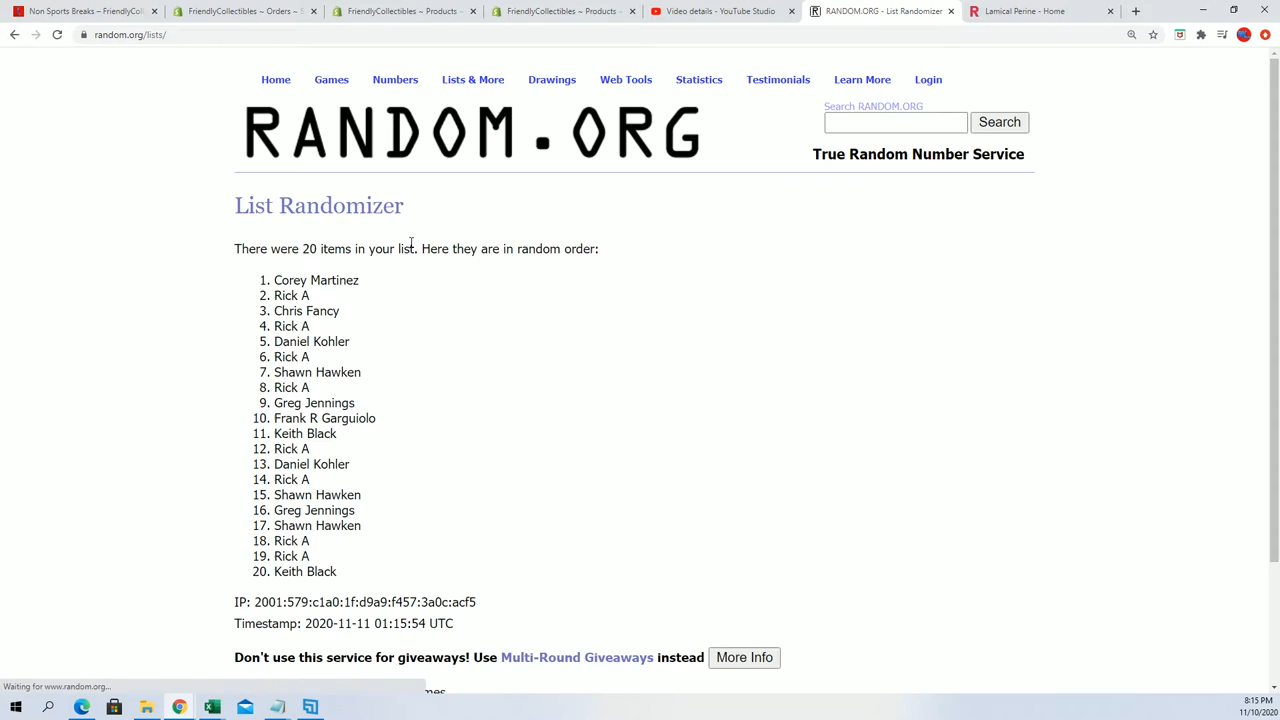 Non Sports Breaks – FriendlyColl
FriendlyCollectibles ~ Orders ~ S
FriendlyCollectibles ~ Products ~
FriendlyCollectibles ~ Products ~
Video details - YouTube Studio
RANDOM.ORG - List Randomizer
Lamical Perine - Home
random.org/lists/
Home Games Numbers Lists & More Drawings Web Tools Statistics Testimonials Learn More Login
RANDOM.ORG
Search RANDOM.ORG
Search
True Random Number Service
List Randomizer
There were 20 items in your list. Here they are in random order:
1. Corey Martinez
2. Rick A
3. Chris Fancy
4. Rick A
5. Daniel Kohler
6. Rick A
7. Shawn Hawken
8. Rick A
9. Greg Jennings
10. Frank R Garguiolo
11. Keith Black
12. Rick A
13. Daniel Kohler
14. Rick A
15. Shawn Hawken
16. Greg Jennings
17. Shawn Hawken
18. Rick A
19. Rick A
20. Keith Black
IP: 2001:579:c1a0:1f:d9a9:f457:3a0c:acf5
Timestamp: 2020-11-11 01:15:54 UTC
Don't use this service for giveaways! Use Multi-Round Giveaways instead More Info
Waiting for www.random.org...
8:15 PM
11/10/2020